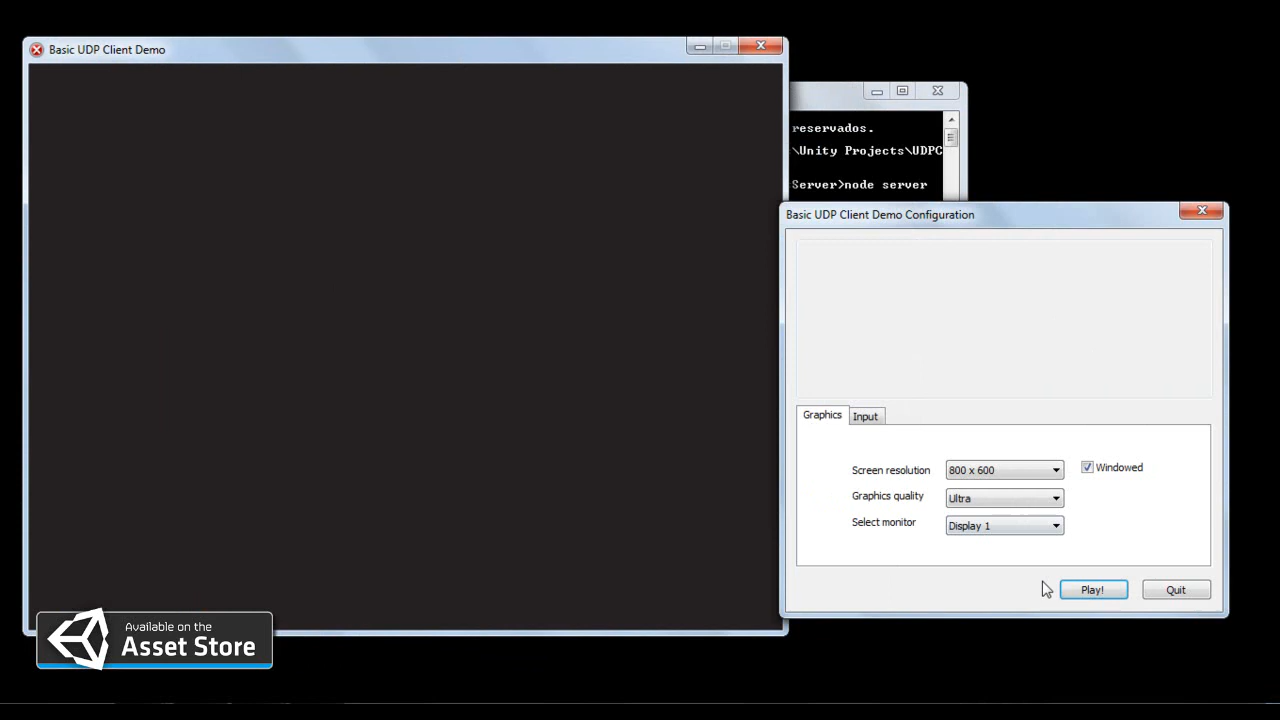 Basic UDP Client Demo
reservados.
\Unity Projects\UDPC
Server>node server
Basic UDP Client Demo Configuration
Graphics
Input
Screen resolution
800 x 600
Windowed
Graphics quality
Ultra
Select monitor
Display 1
Play!
Quit
Available on the
Asset Store